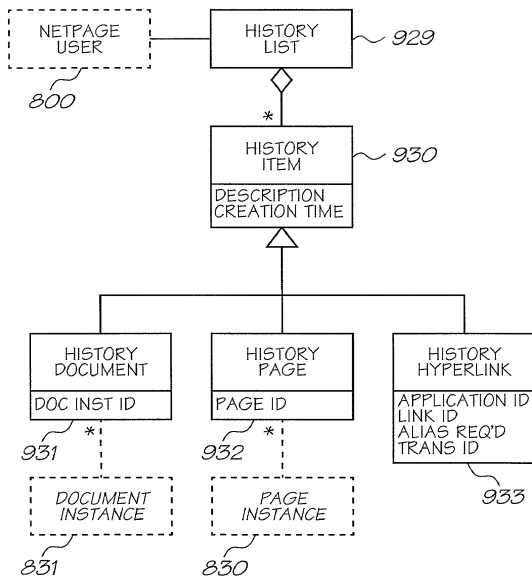 NETPAGE
USER
800
HISTORY
LIST
929
*
HISTORY
ITEM
930
DESCRIPTION
CREATION TIME
HISTORY
DOCUMENT
DOC INST ID
931
*
HISTORY
PAGE
PAGE ID
932
*
HISTORY
HYPERLINK
APPLICATION ID
LINK ID
ALIAS REQ'D
TRANS ID
933
DOCUMENT
INSTANCE
831
PAGE
INSTANCE
830